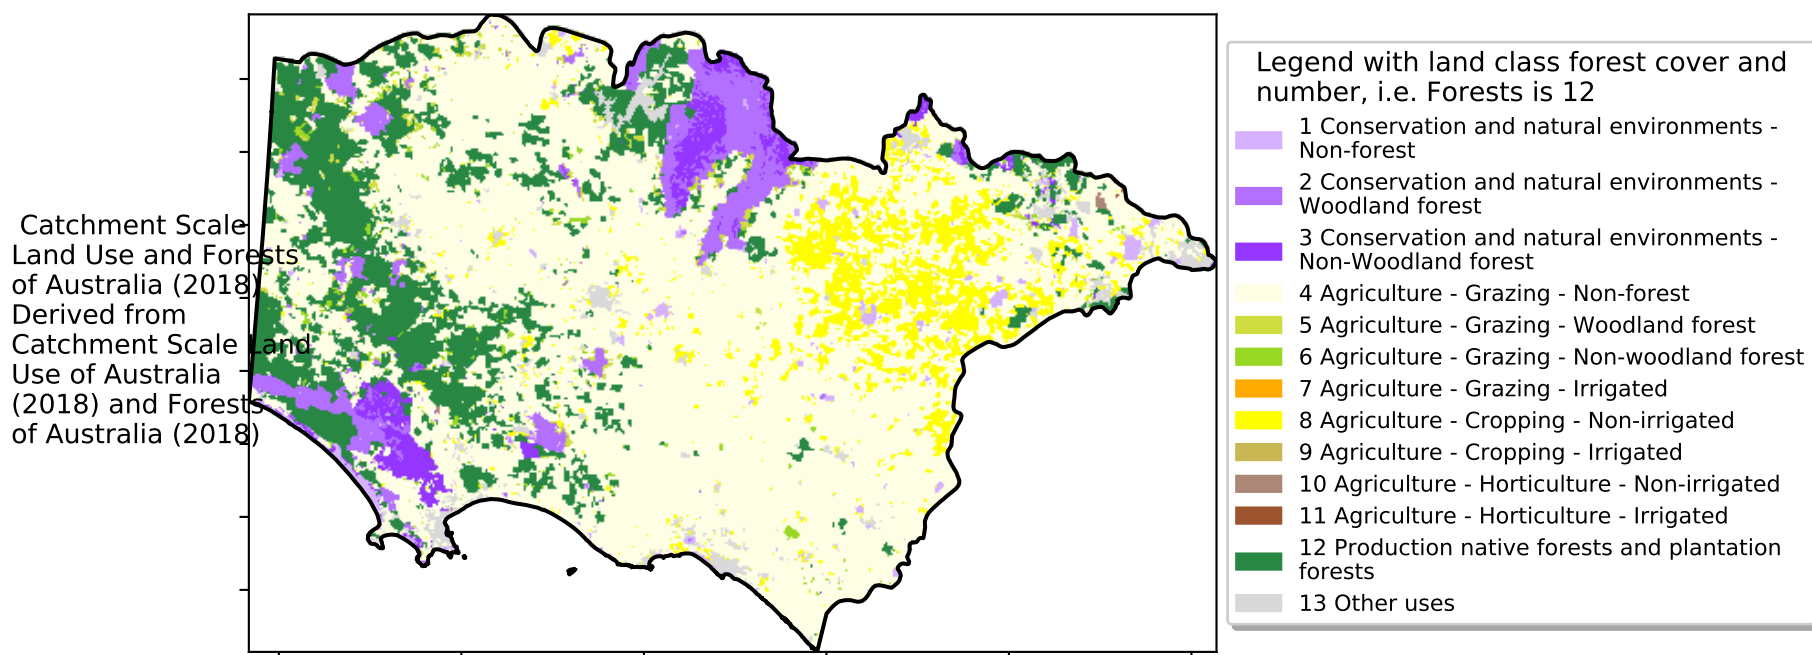 Catchment Scale
Land Use and Forests
of Australia (2018)
Derived from
Catchment Scale Land
Use of Australia
(2018) and Forests
of Australia (2018)
Legend with land class forest cover and
number, i.e. Forests is 12
1 Conservation and natural environments -
Non-forest
2 Conservation and natural environments -
Woodland forest
3 Conservation and natural environments -
Non-Woodland forest
4 Agriculture - Grazing - Non-forest
5 Agriculture - Grazing - Woodland forest
6 Agriculture - Grazing - Non-woodland forest
7 Agriculture - Grazing - Irrigated
8 Agriculture - Cropping - Non-irrigated
9 Agriculture - Cropping - Irrigated
10 Agriculture - Horticulture - Non-irrigated
11 Agriculture - Horticulture - Irrigated
12 Production native forests and plantation
forests
13 Other uses